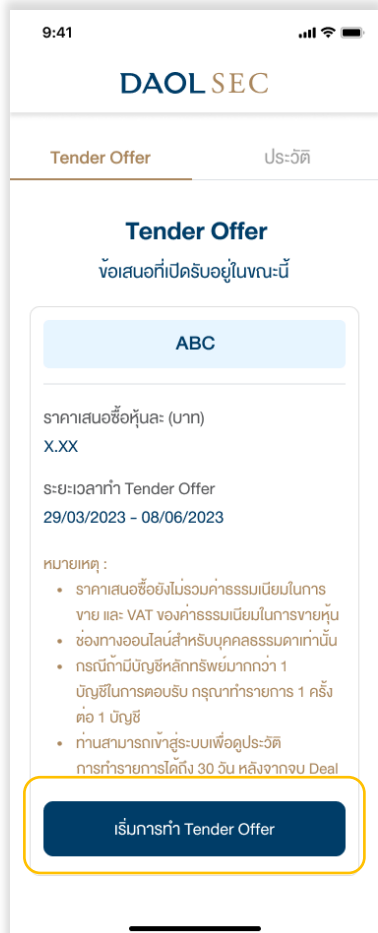 9:41
DAOL SEC
Tender Offer ประวัติ
Tender Offer
ข้อเสนอที่เปิดรับอยู่ในขณะนี้
ABC
ราคาเสนอซื้อหุ้นละ (บาท)
X.XX
ระยะเวลาทำ Tender Offer
29/03/2023 - 08/06/2023
หมายเหตุ :
• ราคาเสนอซื้อยังไม่รวมค่าธรรมเนียมในการ
ขาย และ VAT ของค่าธรรมเนียมในการขายหุ้น
• ช่องทางออนไลน์สำหรับบุคคลธรรมดาเท่านั้น
• กรณีถ้ามีบัญชีหลักทรัพย์มากกว่า 1
บัญชีในการตอบรับ กรุณาทำรายการ 1 ครั้ง
ต่อ 1 บัญชี
• ท่านสามารถเข้าสู่ระบบเพื่อดูประวัติ
การทำรายการได้ถึง 30 วัน หลังจากจบ Deal
เริ่มการทำ Tender Offer